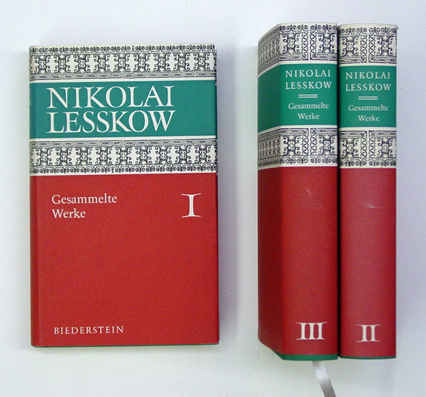 NIKOLAI
LESSKOW
Gesammelte
Werke
I
BIEDERSTEIN
NIKOLAI
LESSKOW
Gesammelte
Werke
III
NIKOLAI
LESSKOW
Gesammelte
Werke
II